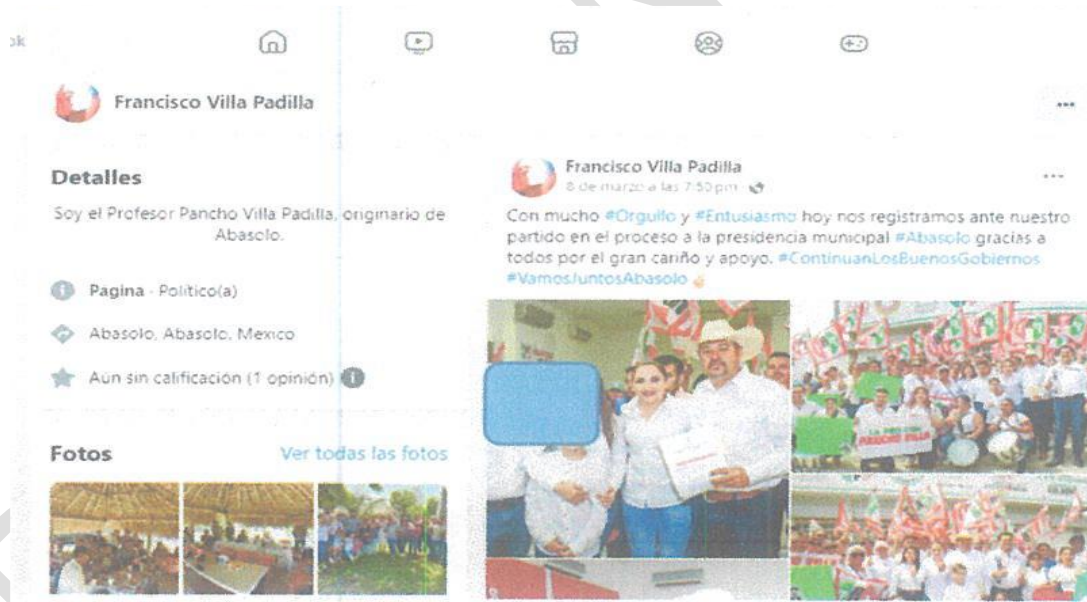 ok
Francisco Villa Padilla
Detalles
Soy el Profesor Pancho Villa Padilla, originario de
Abasolo.
Pagina · Político(a)
Abasolo, Abasolo, Mexico
Aún sin calificación (1 opinión)
Fotos
Ver todas las fotos
Francisco Villa Padilla
8 de marzo a las 7:50 pm
Con mucho #Orgullo y #Entusiasmo hoy nos registramos ante nuestro
partido en el proceso a la presidencia municipal #Abasolo gracias a
todos por el gran cariño y apoyo. #ContinuanLosBuenosGobiernos
#VamosJuntosAbasolo
PANCHO VILLA